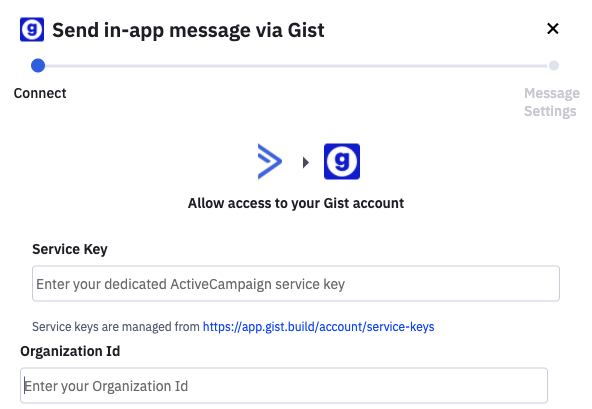 g Send in-app message via Gist ×
Connect
Message
Settings
g
Allow access to your Gist account
Service Key
Enter your dedicated ActiveCampaign service key
Service keys are managed from https://app.gist.build/account/service-keys
Organization Id
Enter your Organization Id